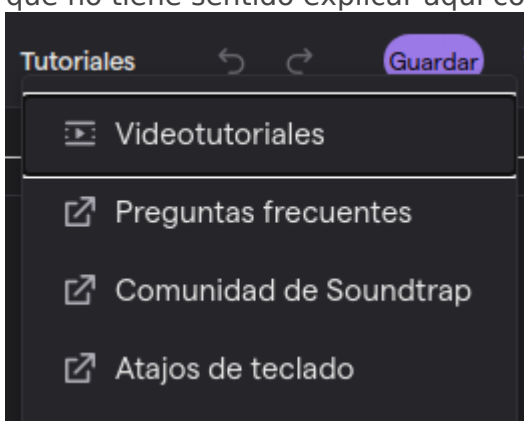 que no tiene sentido explicar aquí co
Tutoriales Guardar
Videotutoriales
Preguntas frecuentes
Comunidad de Soundtrap
Atajos de teclado